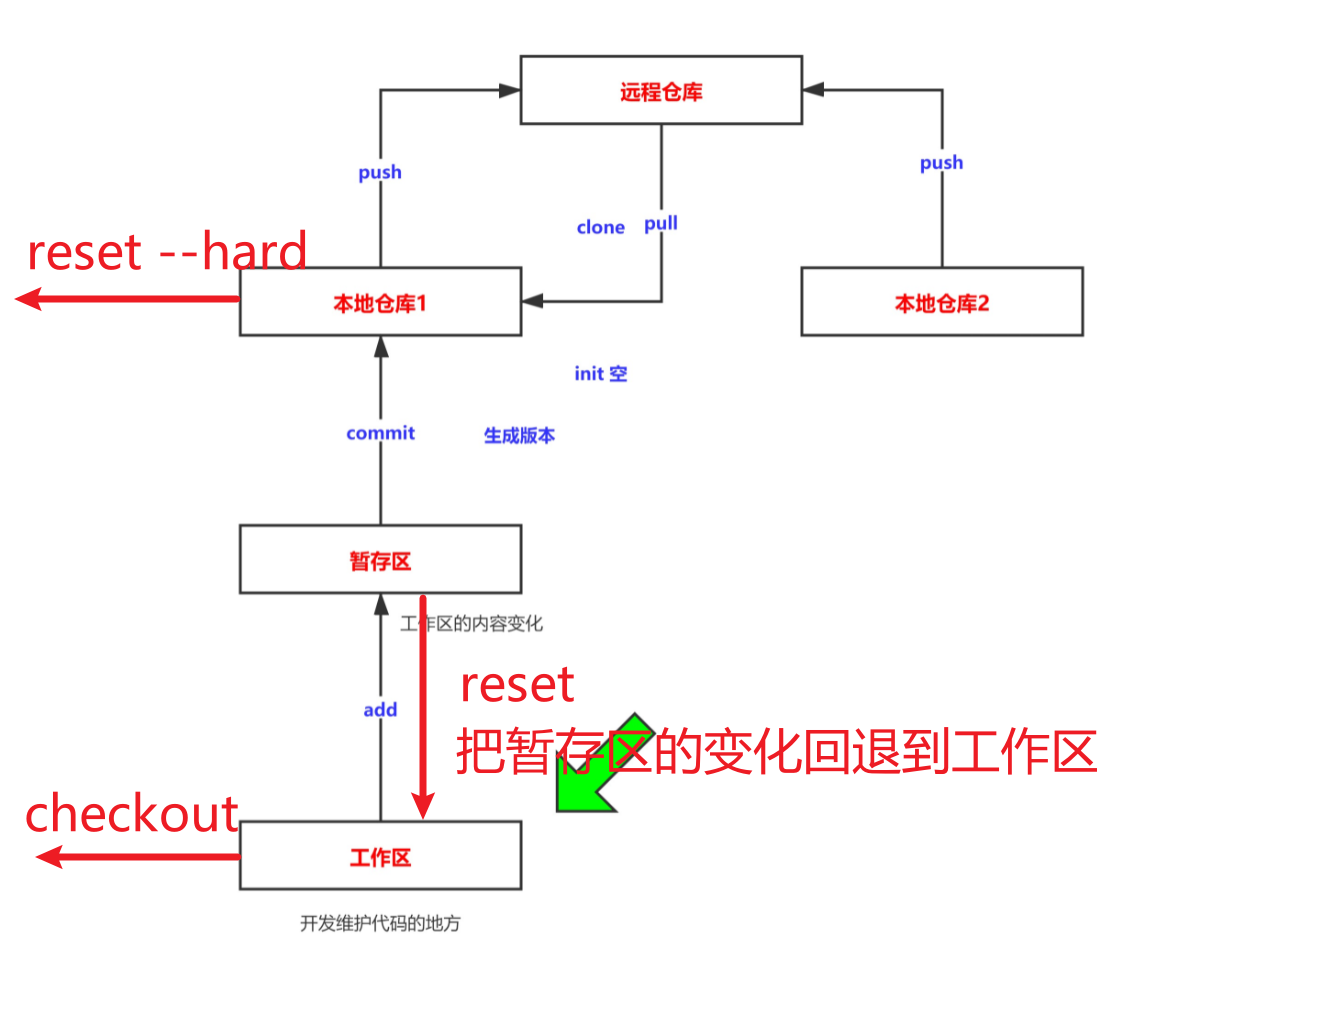 远程仓库
push
push
clone
pull
reset --hard
本地仓库1
本地仓库2
init 空
commit
生成版本
暂存区
工作区的内容变化
reset
add
把暂存区的变化回退到工作区
checkout
工作区
开发维护代码的地方